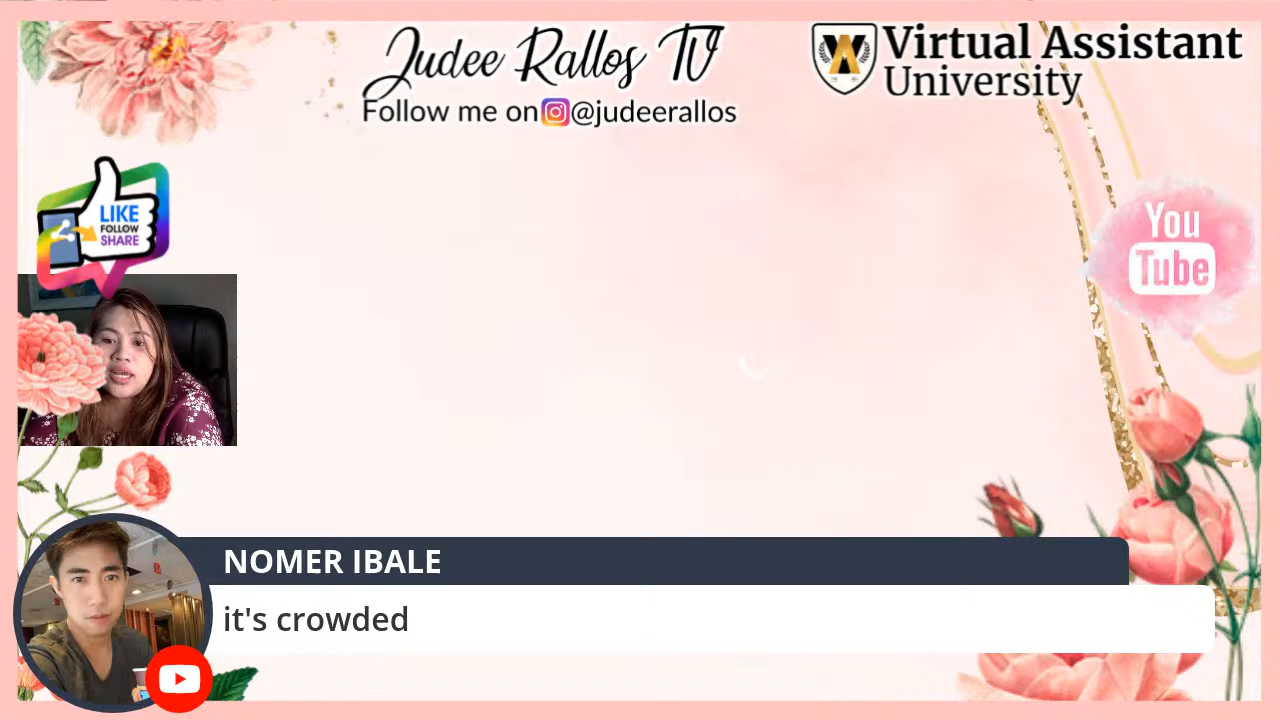 Judee Rallos TV
Follow me on @judeerallos
Virtual Assistant
University
LIKE
FOLLOW
SHARE
You
Tube
NOMER IBALE
it's crowded